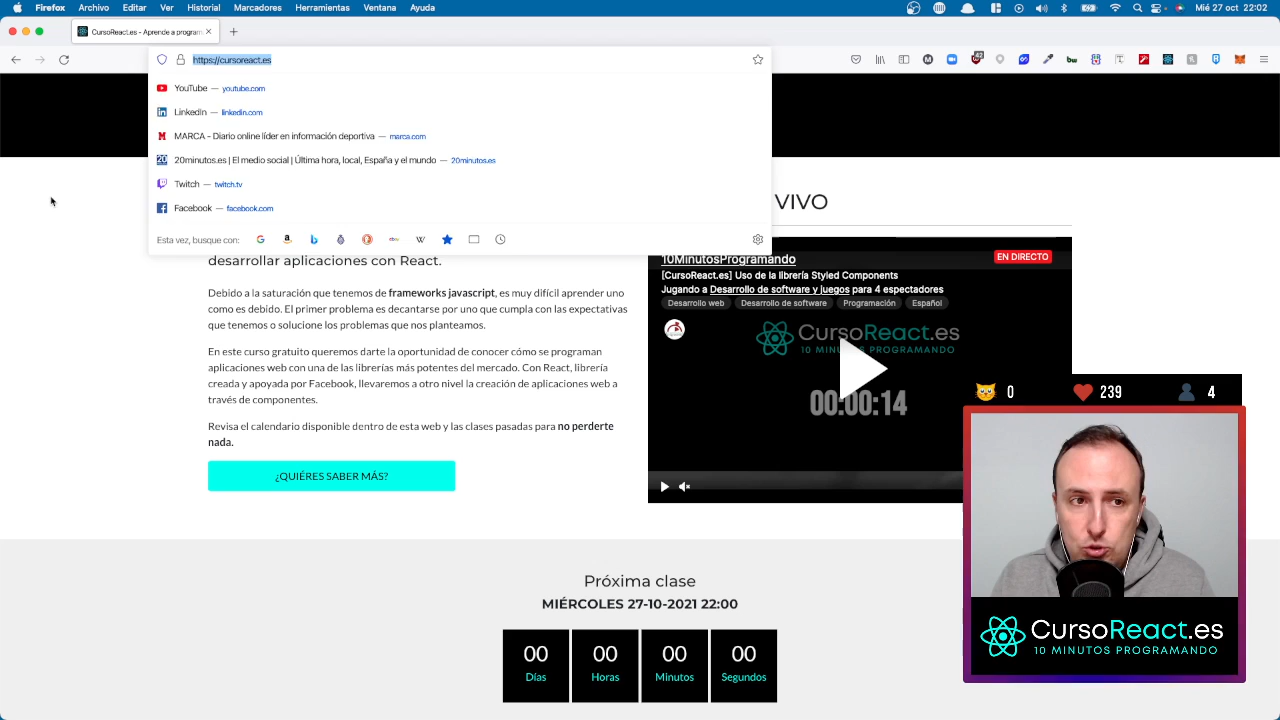 Firefox Archivo Editar Ver Historial Marcadores Herramientas Ventana Ayuda
Mié 27 oct 22:00
CursoReact.es - Aprende a program
https://cursoreact.es
YouTube — youtube.com
LinkedIn — linkedin.com
MARCA - Diario online líder en información deportiva — marca.com
20minutos.es | El medio social | Última hora, local, España y el mundo — 20minutos.es
Twitch — twitch.tv
Facebook — facebook.com
Esta vez, busque con:
VIVO
desarrollar aplicaciones con React.
Debido a la saturación que tenemos de frameworks javascript, es muy difícil aprender uno
como es debido. El primer problema es decantarse por uno que cumpla con las expectativas
que tenemos o solucione los problemas que nos planteamos.
En este curso gratuito queremos darte la oportunidad de conocer cómo se programan
aplicaciones web con una de las librerías más potentes del mercado. Con React, librería
creada y apoyada por Facebook, llevaremos a otro nivel la creación de aplicaciones web a
través de componentes.
Revisa el calendario disponible dentro de esta web y las clases pasadas para no perderte
nada.
¿QUIÉRES SABER MÁS?
10MinutosProgramando
EN DIRECTO
[CursoReact.es] Uso de la librería Styled Components
Jugando a Desarrollo de software y juegos para 4 espectadores
Desarrollo web Desarrollo de software Programación Español
CursoReact.es
10 MINUTOS PROGRAMANDO
00:00:14
0 239 4
Próxima clase
MIÉRCOLES 27-10-2021 22:00
00 00 00 00
Días Horas Minutos Segundos
CursoReact.es
10 MINUTOS PROGRAMANDO